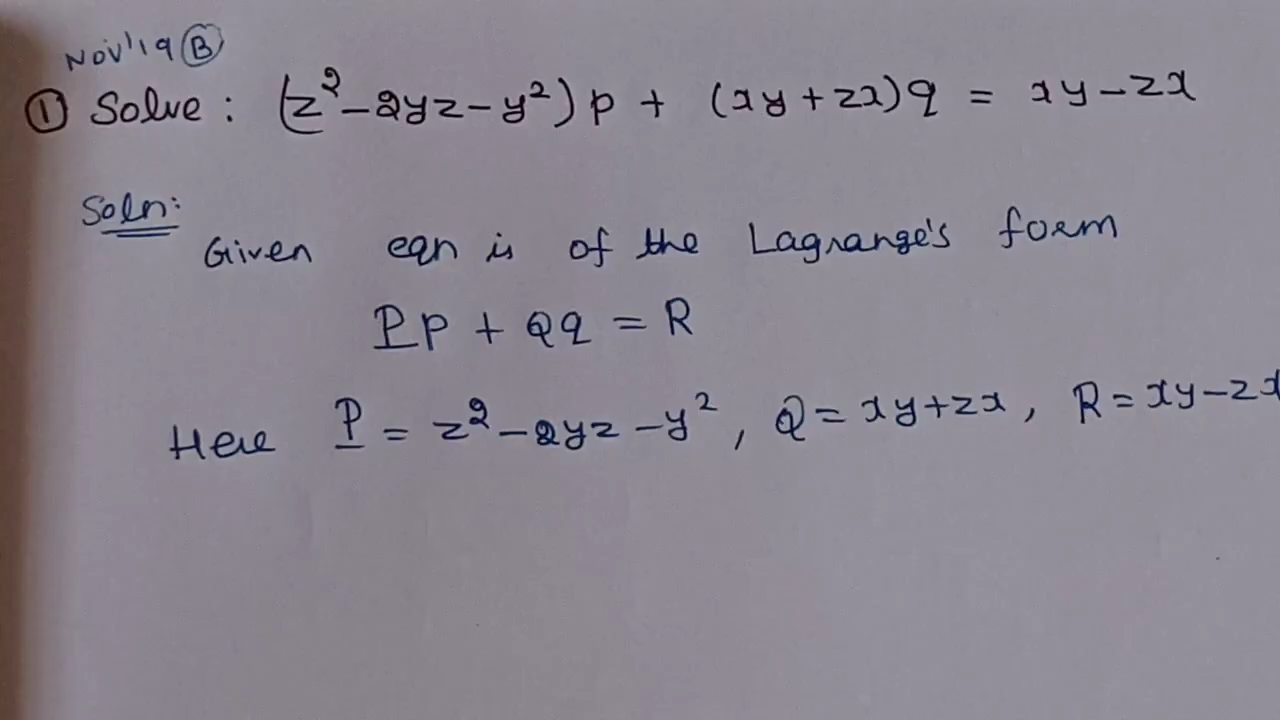 Nov'19 B
① Solve : (z² - 2yz - y²) p + (xy + zx) q = xy - zx
Soln:
Given eqn is of the Lagrange's form
Pp + Qq = R
Here P = z² - 2yz - y², Q = xy + zx, R = xy - zx